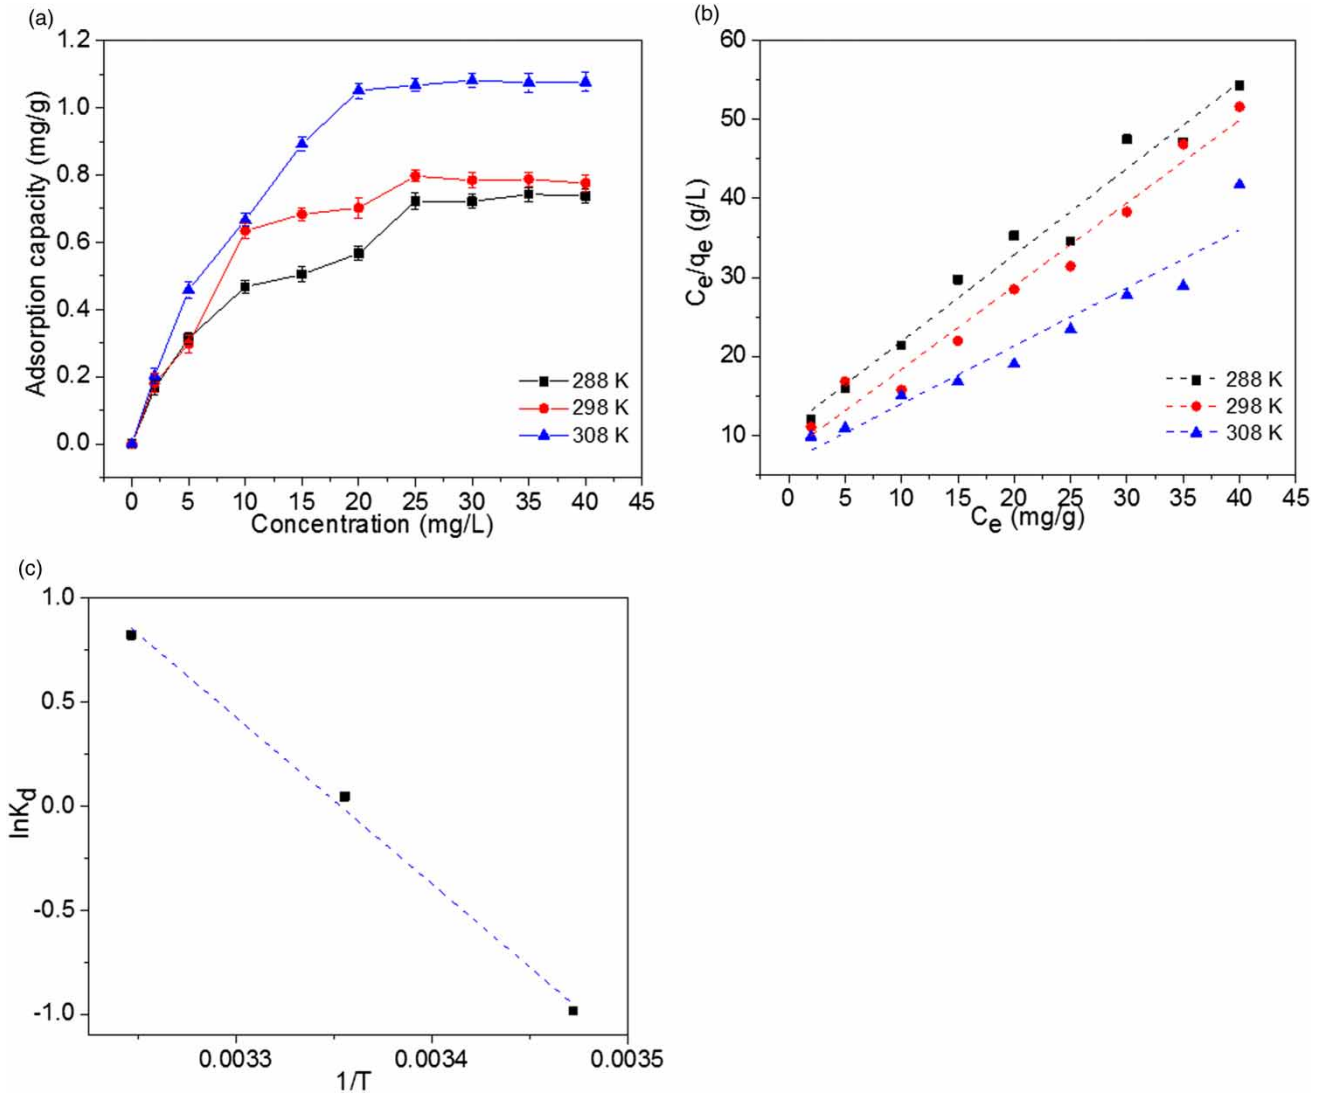 (a)
1.2
1.0
0.8
0.6
0.4
0.2
0.0
Adsorption capacity (mg/g)
288 K
298 K
308 K
0 5 10 15 20 25 30 35 40 45
Concentration (mg/L)
(b)
60
50
40
30
20
10
Ce/qe (g/L)
288 K
298 K
308 K
0 5 10 15 20 25 30 35 40 45
Ce (mg/g)
(c)
1.0
0.5
0.0
-0.5
-1.0
lnKd
0.0033 0.0034 0.0035
1/T